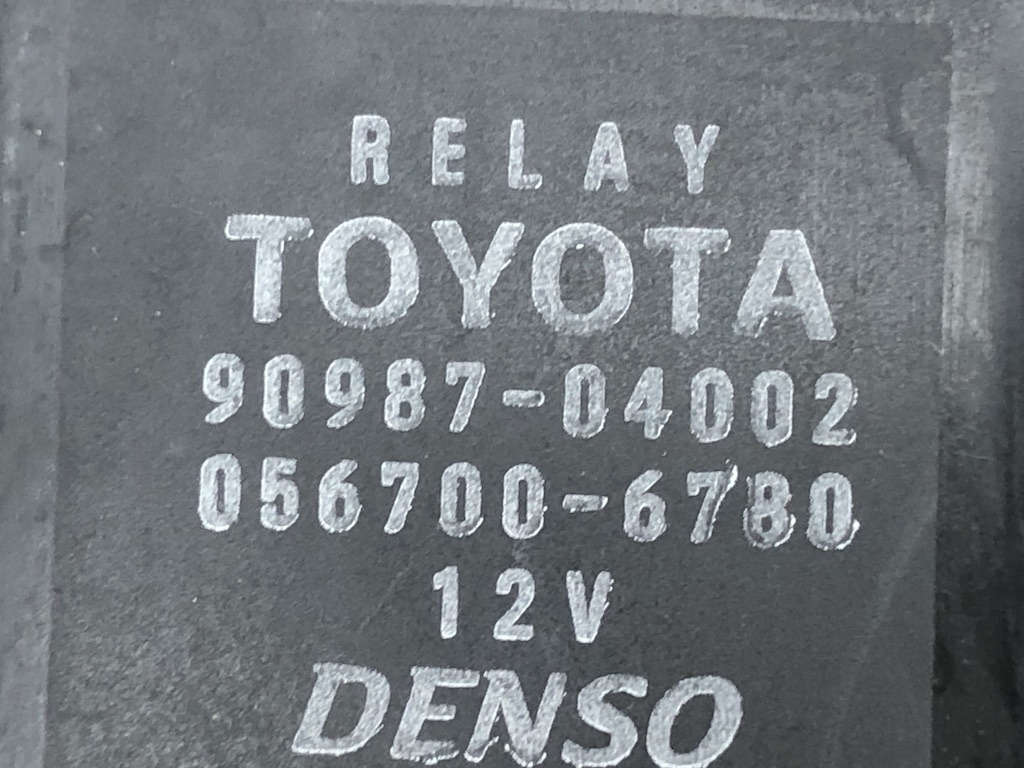 RELAY
TOYOTA
90987-04002
056700-6780
12V
DENSO